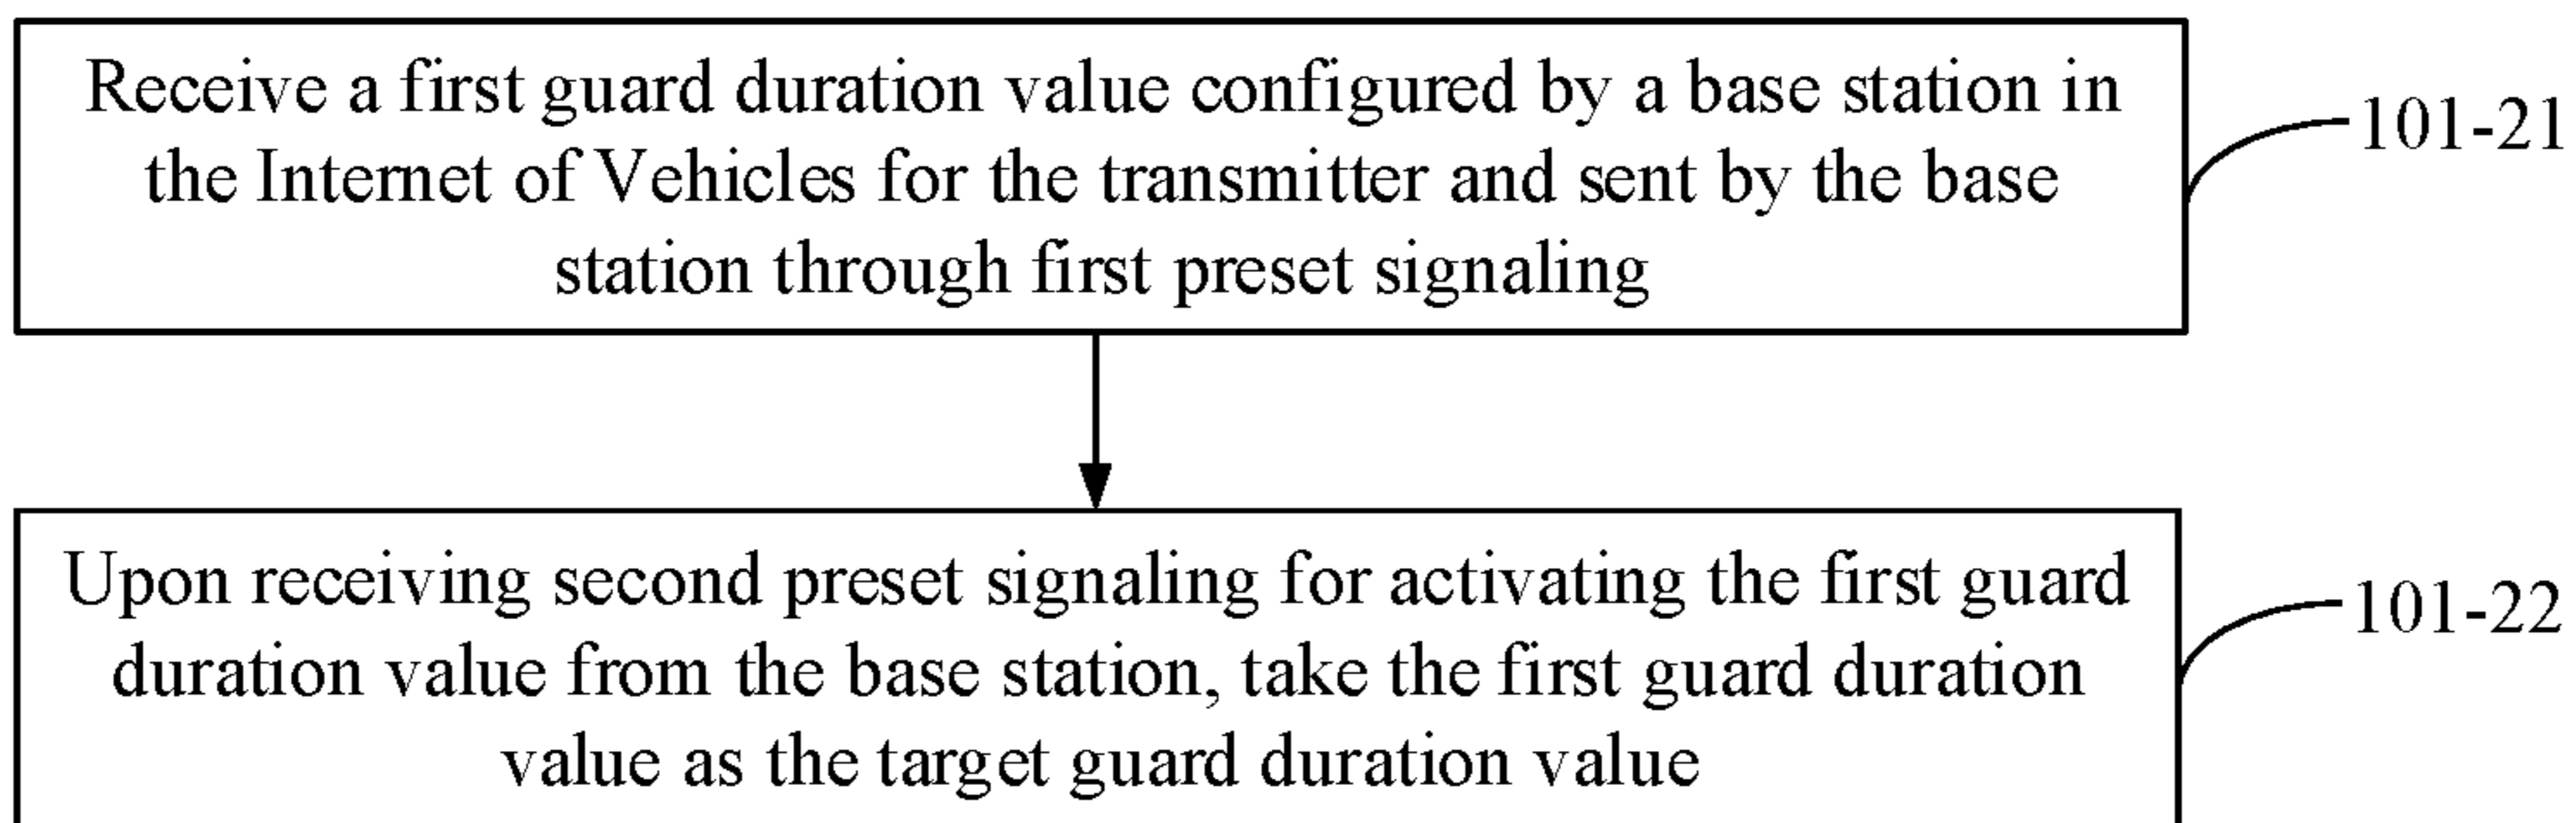 Receive a first guard duration value configured by a base station in
the Internet of Vehicles for the transmitter and sent by the base
station through first preset signaling
101-21
Upon receiving second preset signaling for activating the first guard
duration value from the base station, take the first guard duration
value as the target guard duration value
101-22